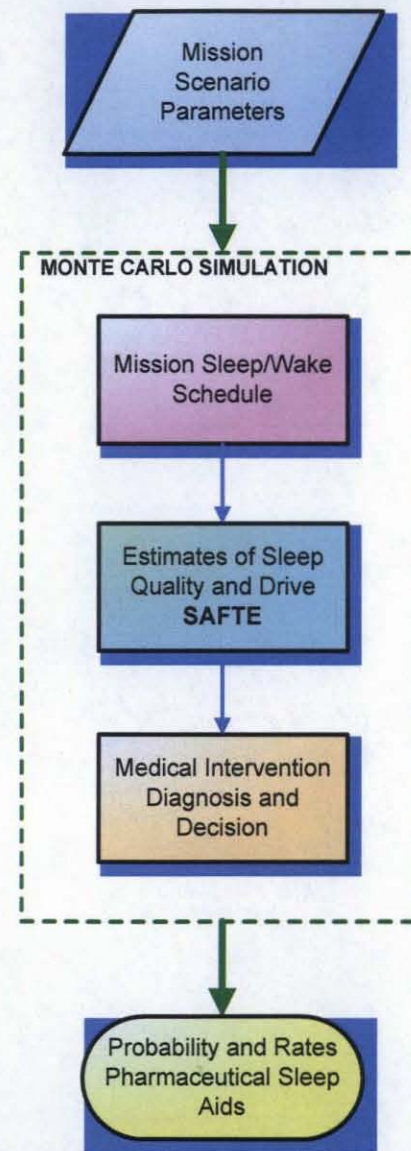 Mission
Scenario
Parameters
MONTE CARLO SIMULATION
Mission Sleep/Wake
Schedule
Estimates of Sleep
Quality and Drive
SAFTE
Medical Intervention
Diagnosis and
Decision
Probability and Rates
Pharmaceutical Sleep
Aids